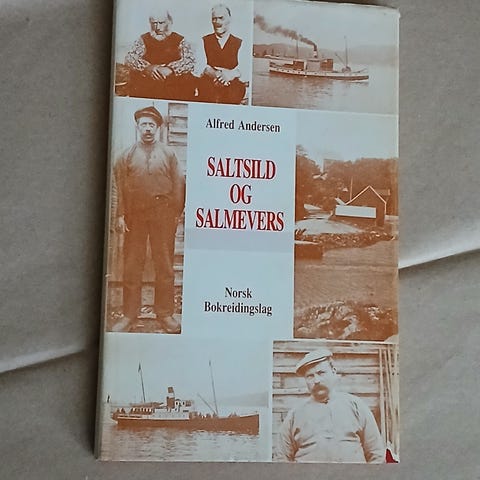 Alfred Andersen
SALTSILD
OG
SALMEVERS
Norsk
Bokreidingslag